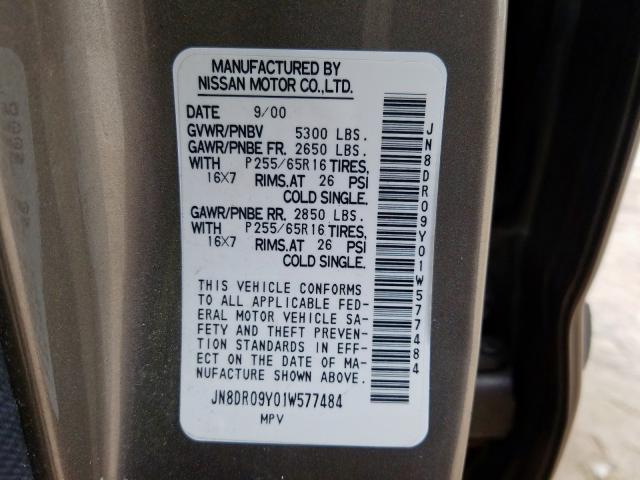 MANUFACTURED BY
NISSAN MOTOR CO.,LTD.
DATE 9/00
GVWR/PNBV 5300 LBS.
GAWR/PNBE FR. 2650 LBS.
WITH P255/65R16 TIRES,
16X7 RIMS.AT 26 PSI
COLD SINGLE.
GAWR/PNBE RR. 2850 LBS.
WITH P255/65R16 TIRES,
16X7 RIMS.AT 26 PSI
COLD SINGLE.
THIS VEHICLE CONFORMS
TO ALL APPLICABLE FED-
ERAL MOTOR VEHICLE SA-
FETY AND THEFT PREVEN-
TION STANDARDS IN EFF-
ECT ON THE DATE OF MA-
NUFACTURE SHOWN ABOVE.
JN8DR09Y01W577484
MPV
JN8DR09Y01W577484